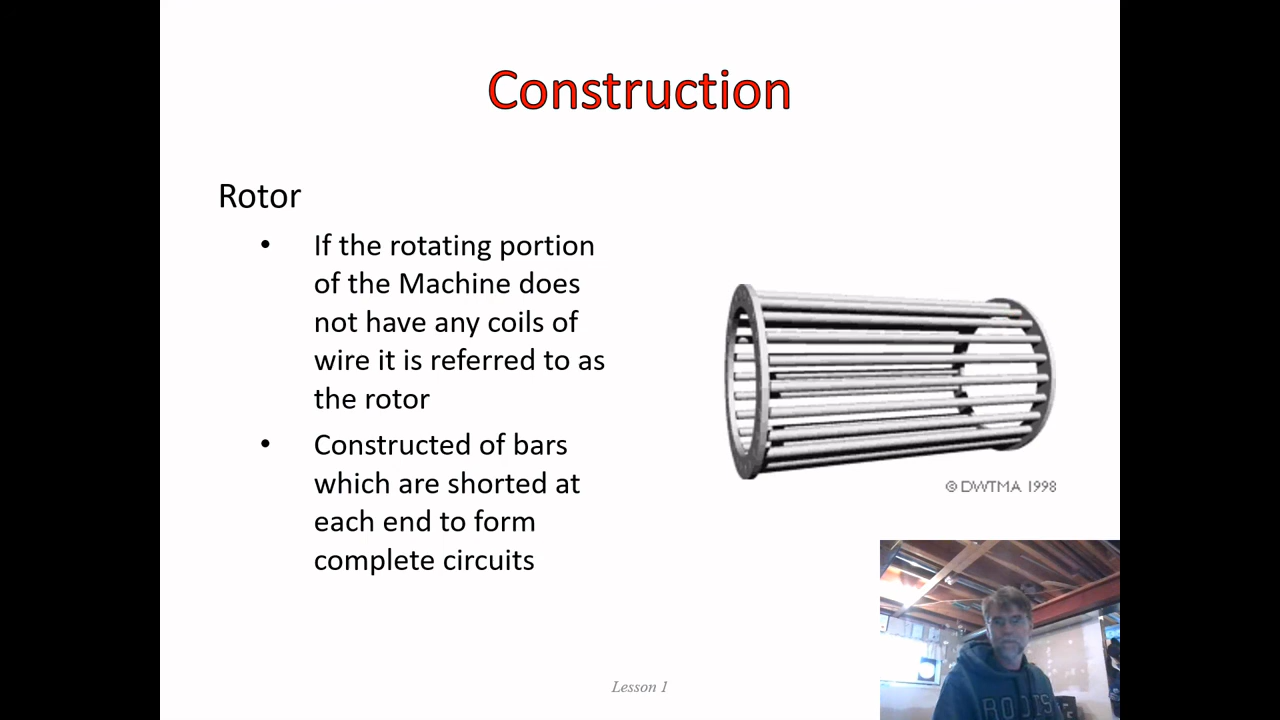 Construction
Rotor
• If the rotating portion
of the Machine does
not have any coils of
wire it is referred to as
the rotor
• Constructed of bars
which are shorted at
each end to form
complete circuits
© DWTMA 1998
ROOTS
Lesson 1